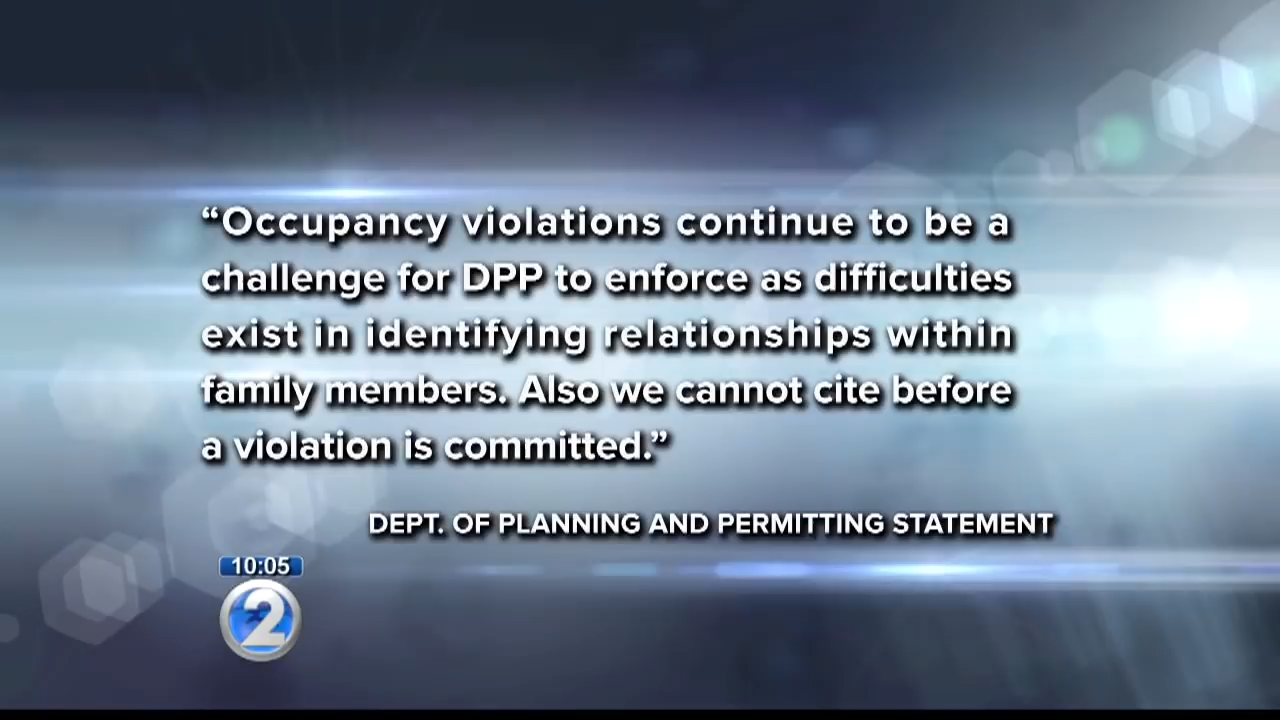 “Occupancy violations continue to be a
challenge for DPP to enforce as difficulties
exist in identifying relationships within
family members. Also we cannot cite before
a violation is committed.”
DEPT. OF PLANNING AND PERMITTING STATEMENT
10:05
2